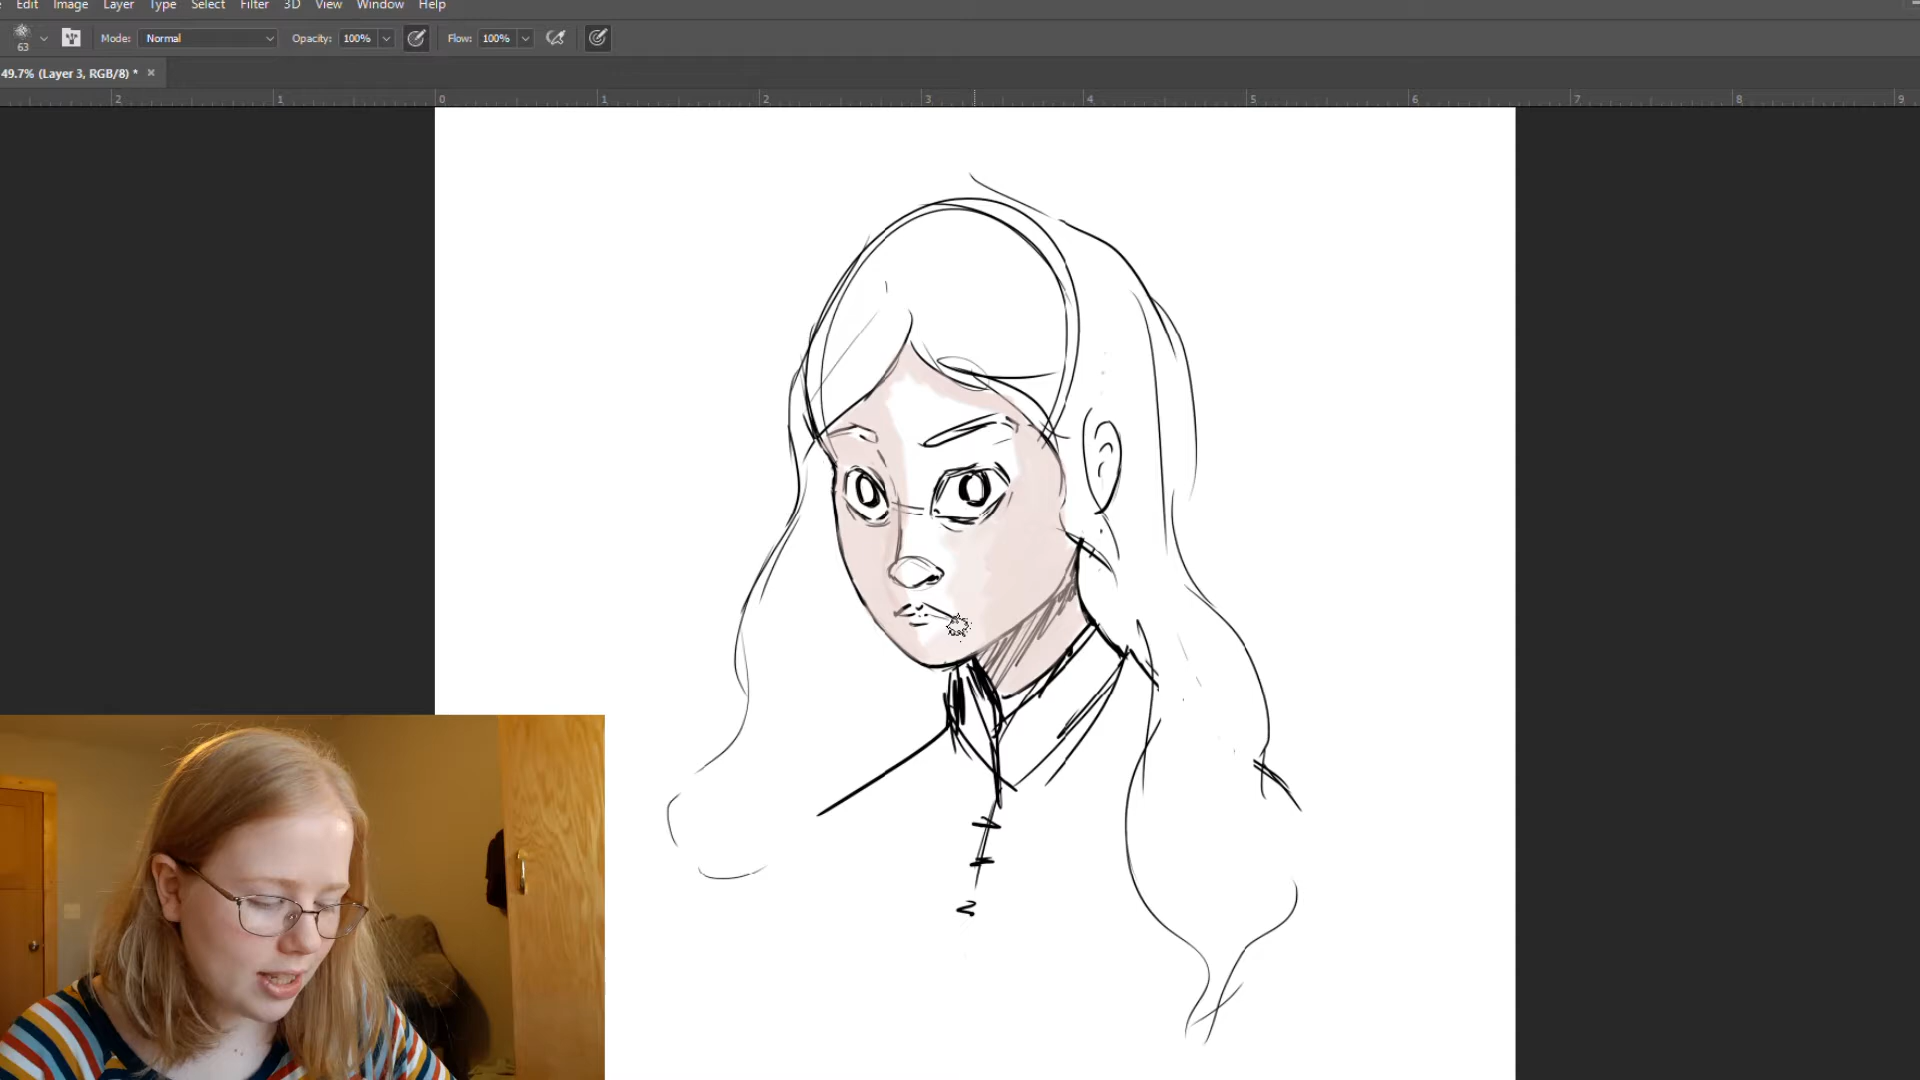 Edit Image Layer Type Select Filter 3D View Window Help
63 Mode: Normal Opacity: 100% Flow: 100%
49.7% (Layer 3, RGB/8) * ×
2 1 0 1 2 3 4 5 6 7 8 9